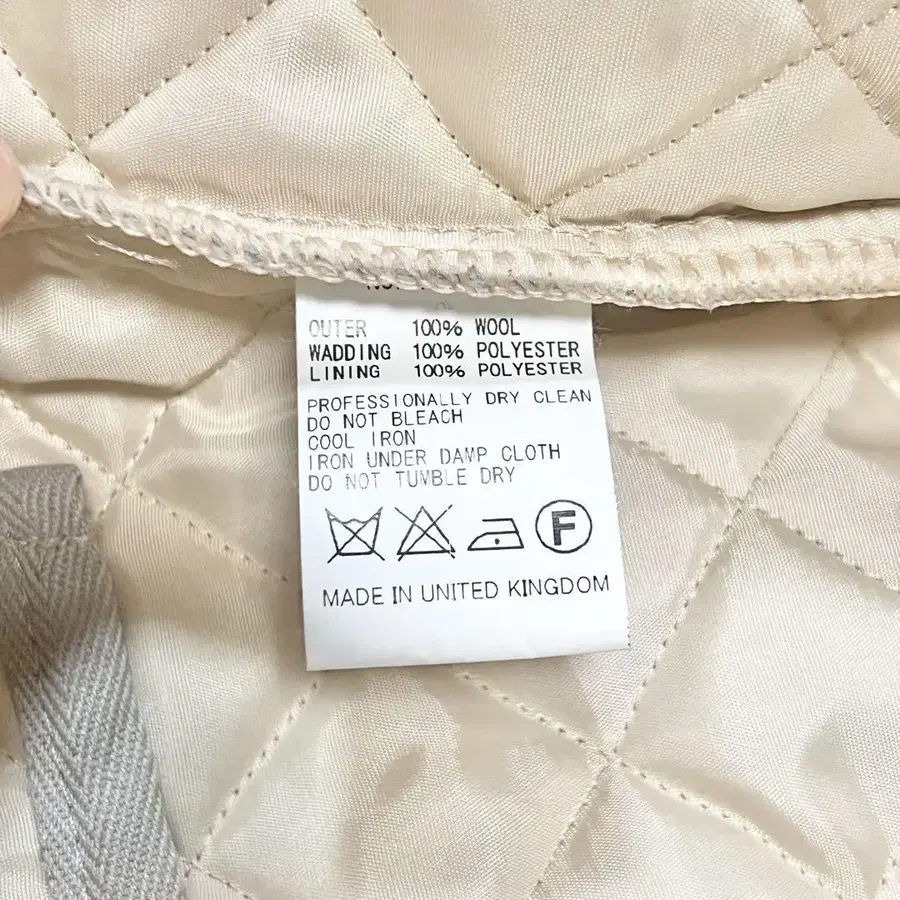 OUTER 100% WOOL
WADDING 100% POLYESTER
LINING 100% POLYESTER
PROFESSIONALLY DRY CLEAN
DO NOT BLEACH
COOL IRON
IRON UNDER DAMP CLOTH
DO NOT TUMBLE DRY
F
MADE IN UNITED KINGDOM